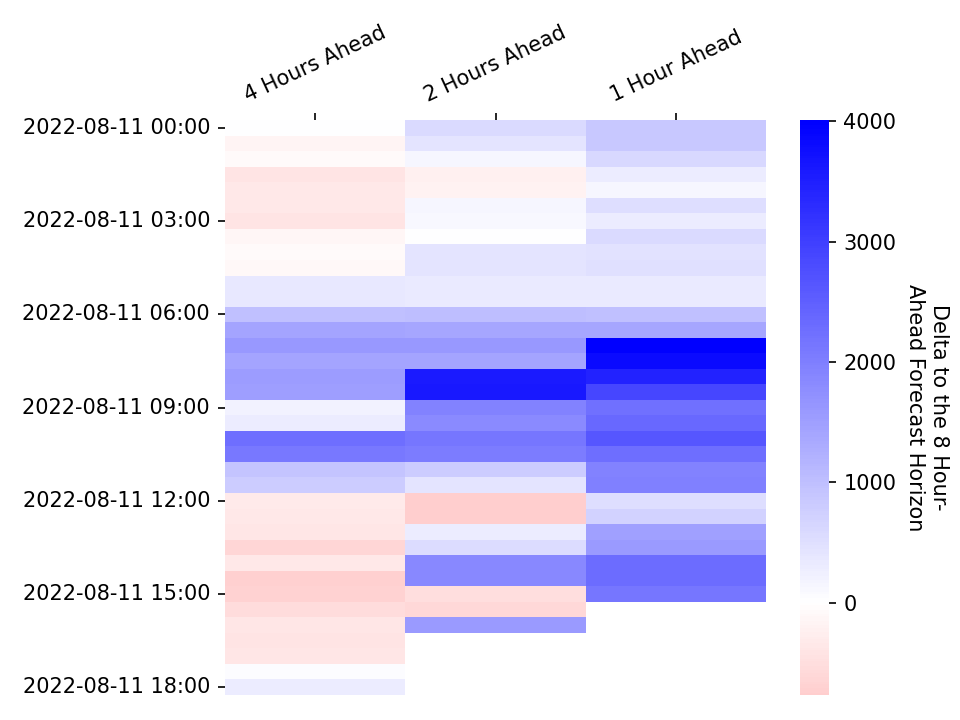 4 Hours Ahead
2 Hours Ahead
1 Hour Ahead
2022-08-11 00:00
2022-08-11 03:00
2022-08-11 06:00
2022-08-11 09:00
2022-08-11 12:00
2022-08-11 15:00
2022-08-11 18:00
4000
3000
2000
1000
0
Delta to the 8 Hour-
Ahead Forecast Horizon